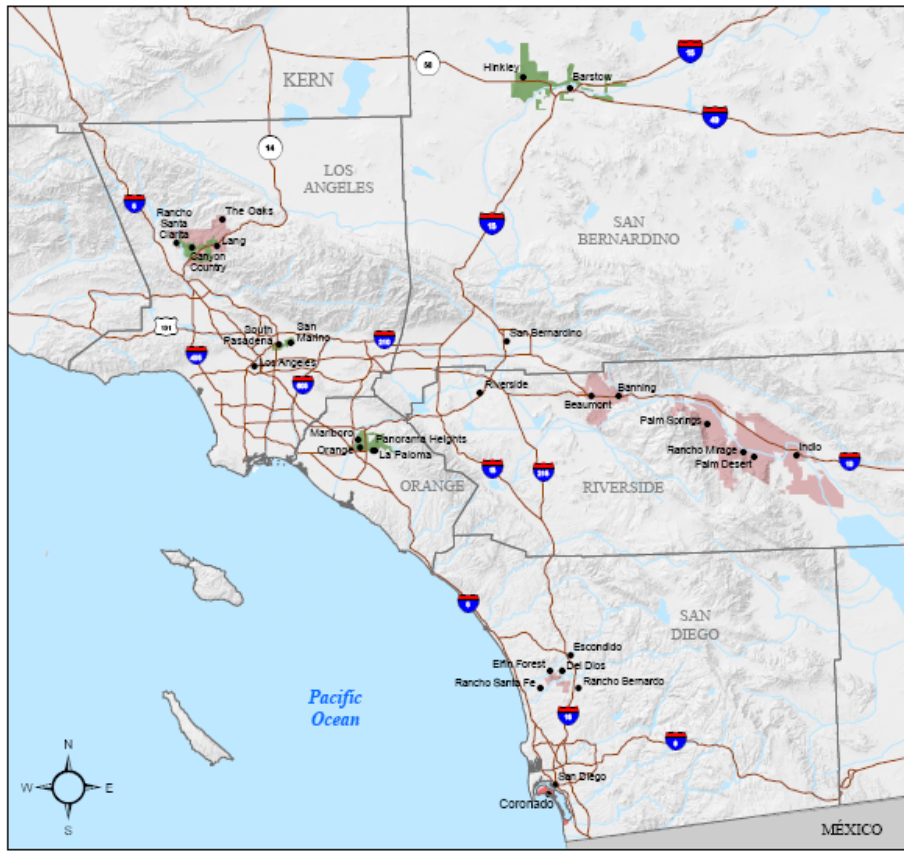 15
58
Hinkley
Barstow
KERN
40
14
LOS
ANGELES
5
The Oaks
Rancho
Santa
Clarita
15
SAN
BERNARDINO
Lang
Canyon
Country
101
South
Pasadena
San
Marino
210
San Bernardino
405
Los Angeles
605
Riverside
Beaumont
Banning
Palm Springs
Marlboro
Panorama Heights
Orange
La Paloma
Rancho Mirage
Indio
Palm Desert
10
15
215
ORANGE
RIVERSIDE
5
SAN
DIEGO
Escondido
Elfin Forest
Del Dios
Rancho Santa Fe
Rancho Bernardo
Pacific
Ocean
15
8
N
W
E
S
San Diego
Coronado
MÉXICO